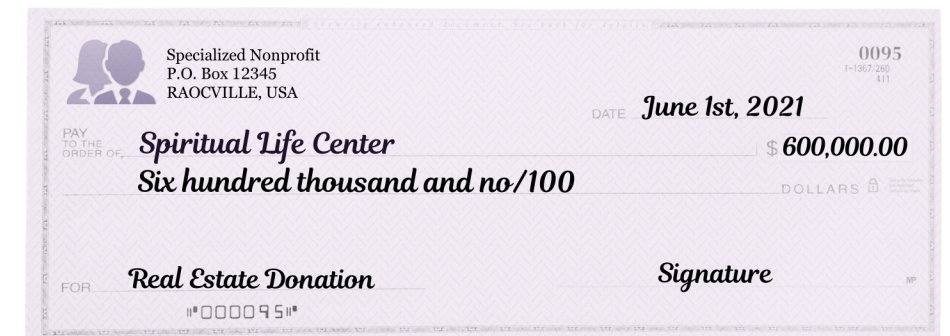 Specialized Nonprofit
P.O. Box 12345
RAOCVILLE, USA
0095
1-1367/260
411
DATE June 1st, 2021
PAY TO THE ORDER OF, Spiritual Life Center $ 600,000.00
Six hundred thousand and no/100 DOLLARS
FOR Real Estate Donation Signature MP
⑈000095⑈